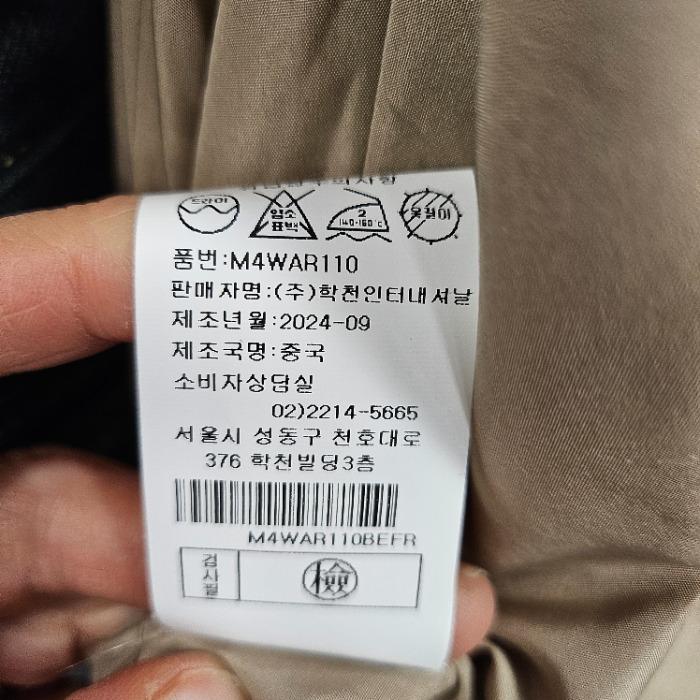 드라이
염소
표백
2
140-160℃
옷걸이
품번:M4WAR110
판매자명:(주)학천인터내셔날
제조년월:2024-09
제조국명:중국
소비자상담실
02)2214-5665
서울시 성동구 천호대로
376 학천빌딩3층
M4WAR110BEFR
검사필
檢